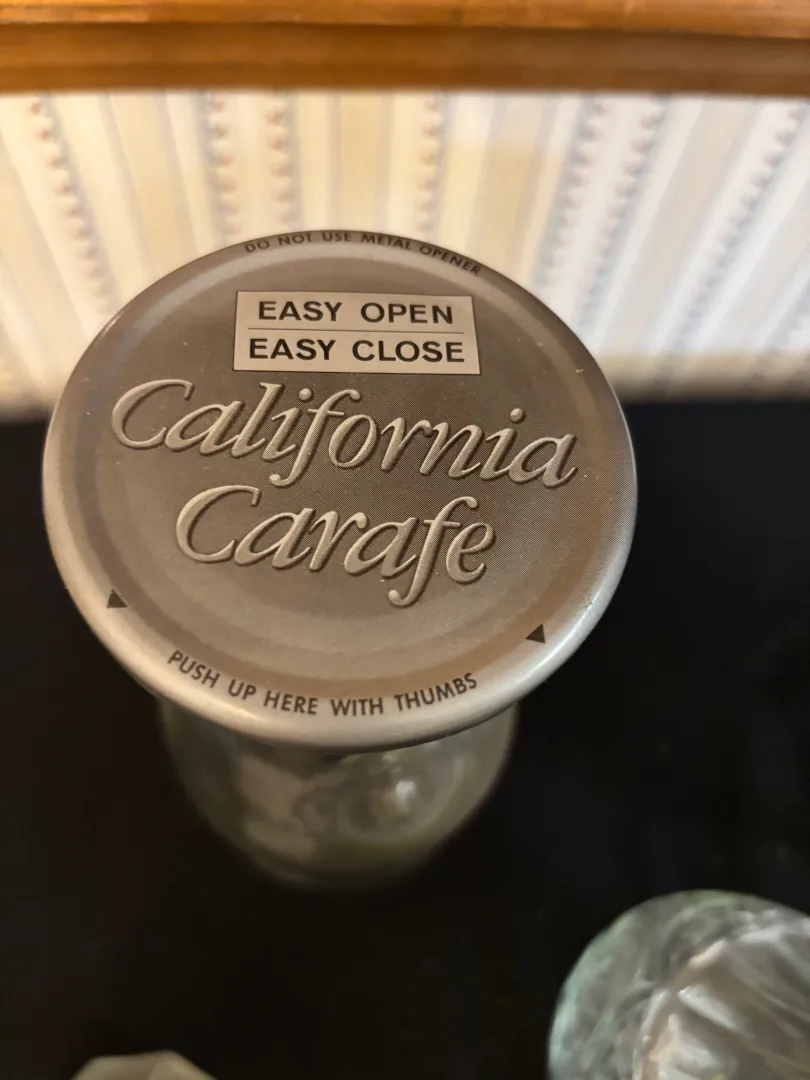 DO NOT USE METAL OPENER
EASY OPEN
EASY CLOSE
California
Carafe
PUSH UP HERE WITH THUMBS